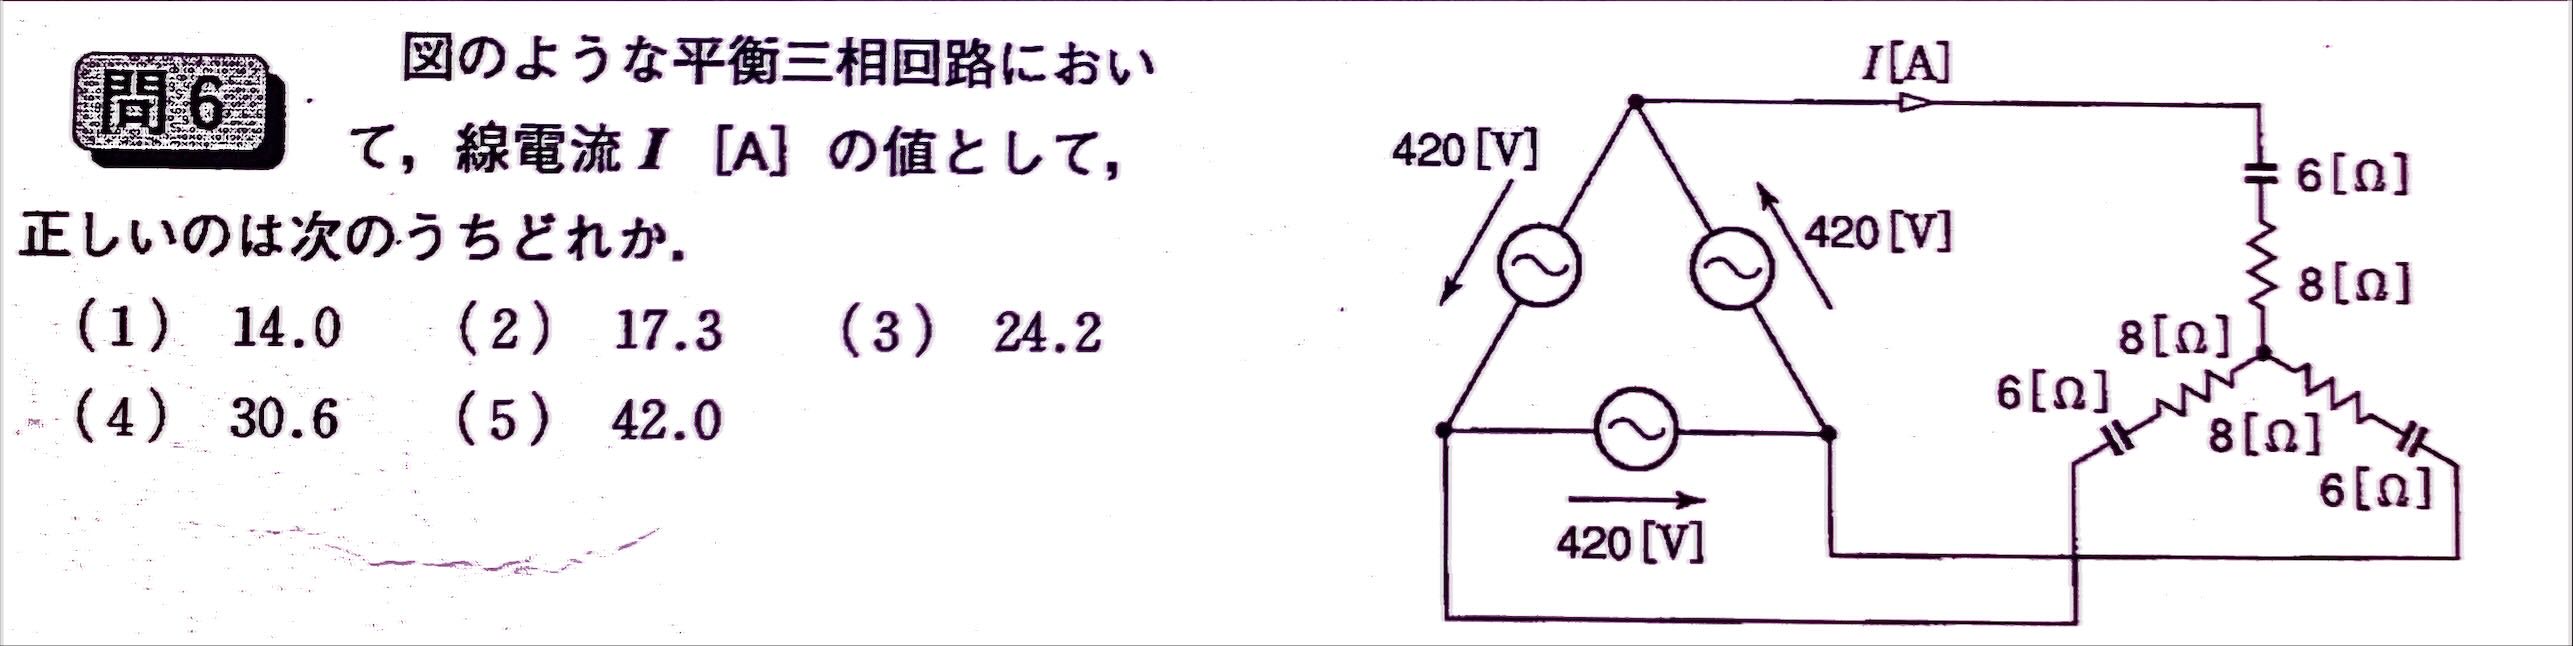 問6
図のような平衡三相回路におい
て，線電流 I [A] の値として，
正しいのは次のうちどれか．
(1) 14.0 (2) 17.3 (3) 24.2
(4) 30.6 (5) 42.0
I[A]
420[V]
420[V]
420[V]
6[Ω]
8[Ω]
8[Ω]
6[Ω]
8[Ω]
6[Ω]